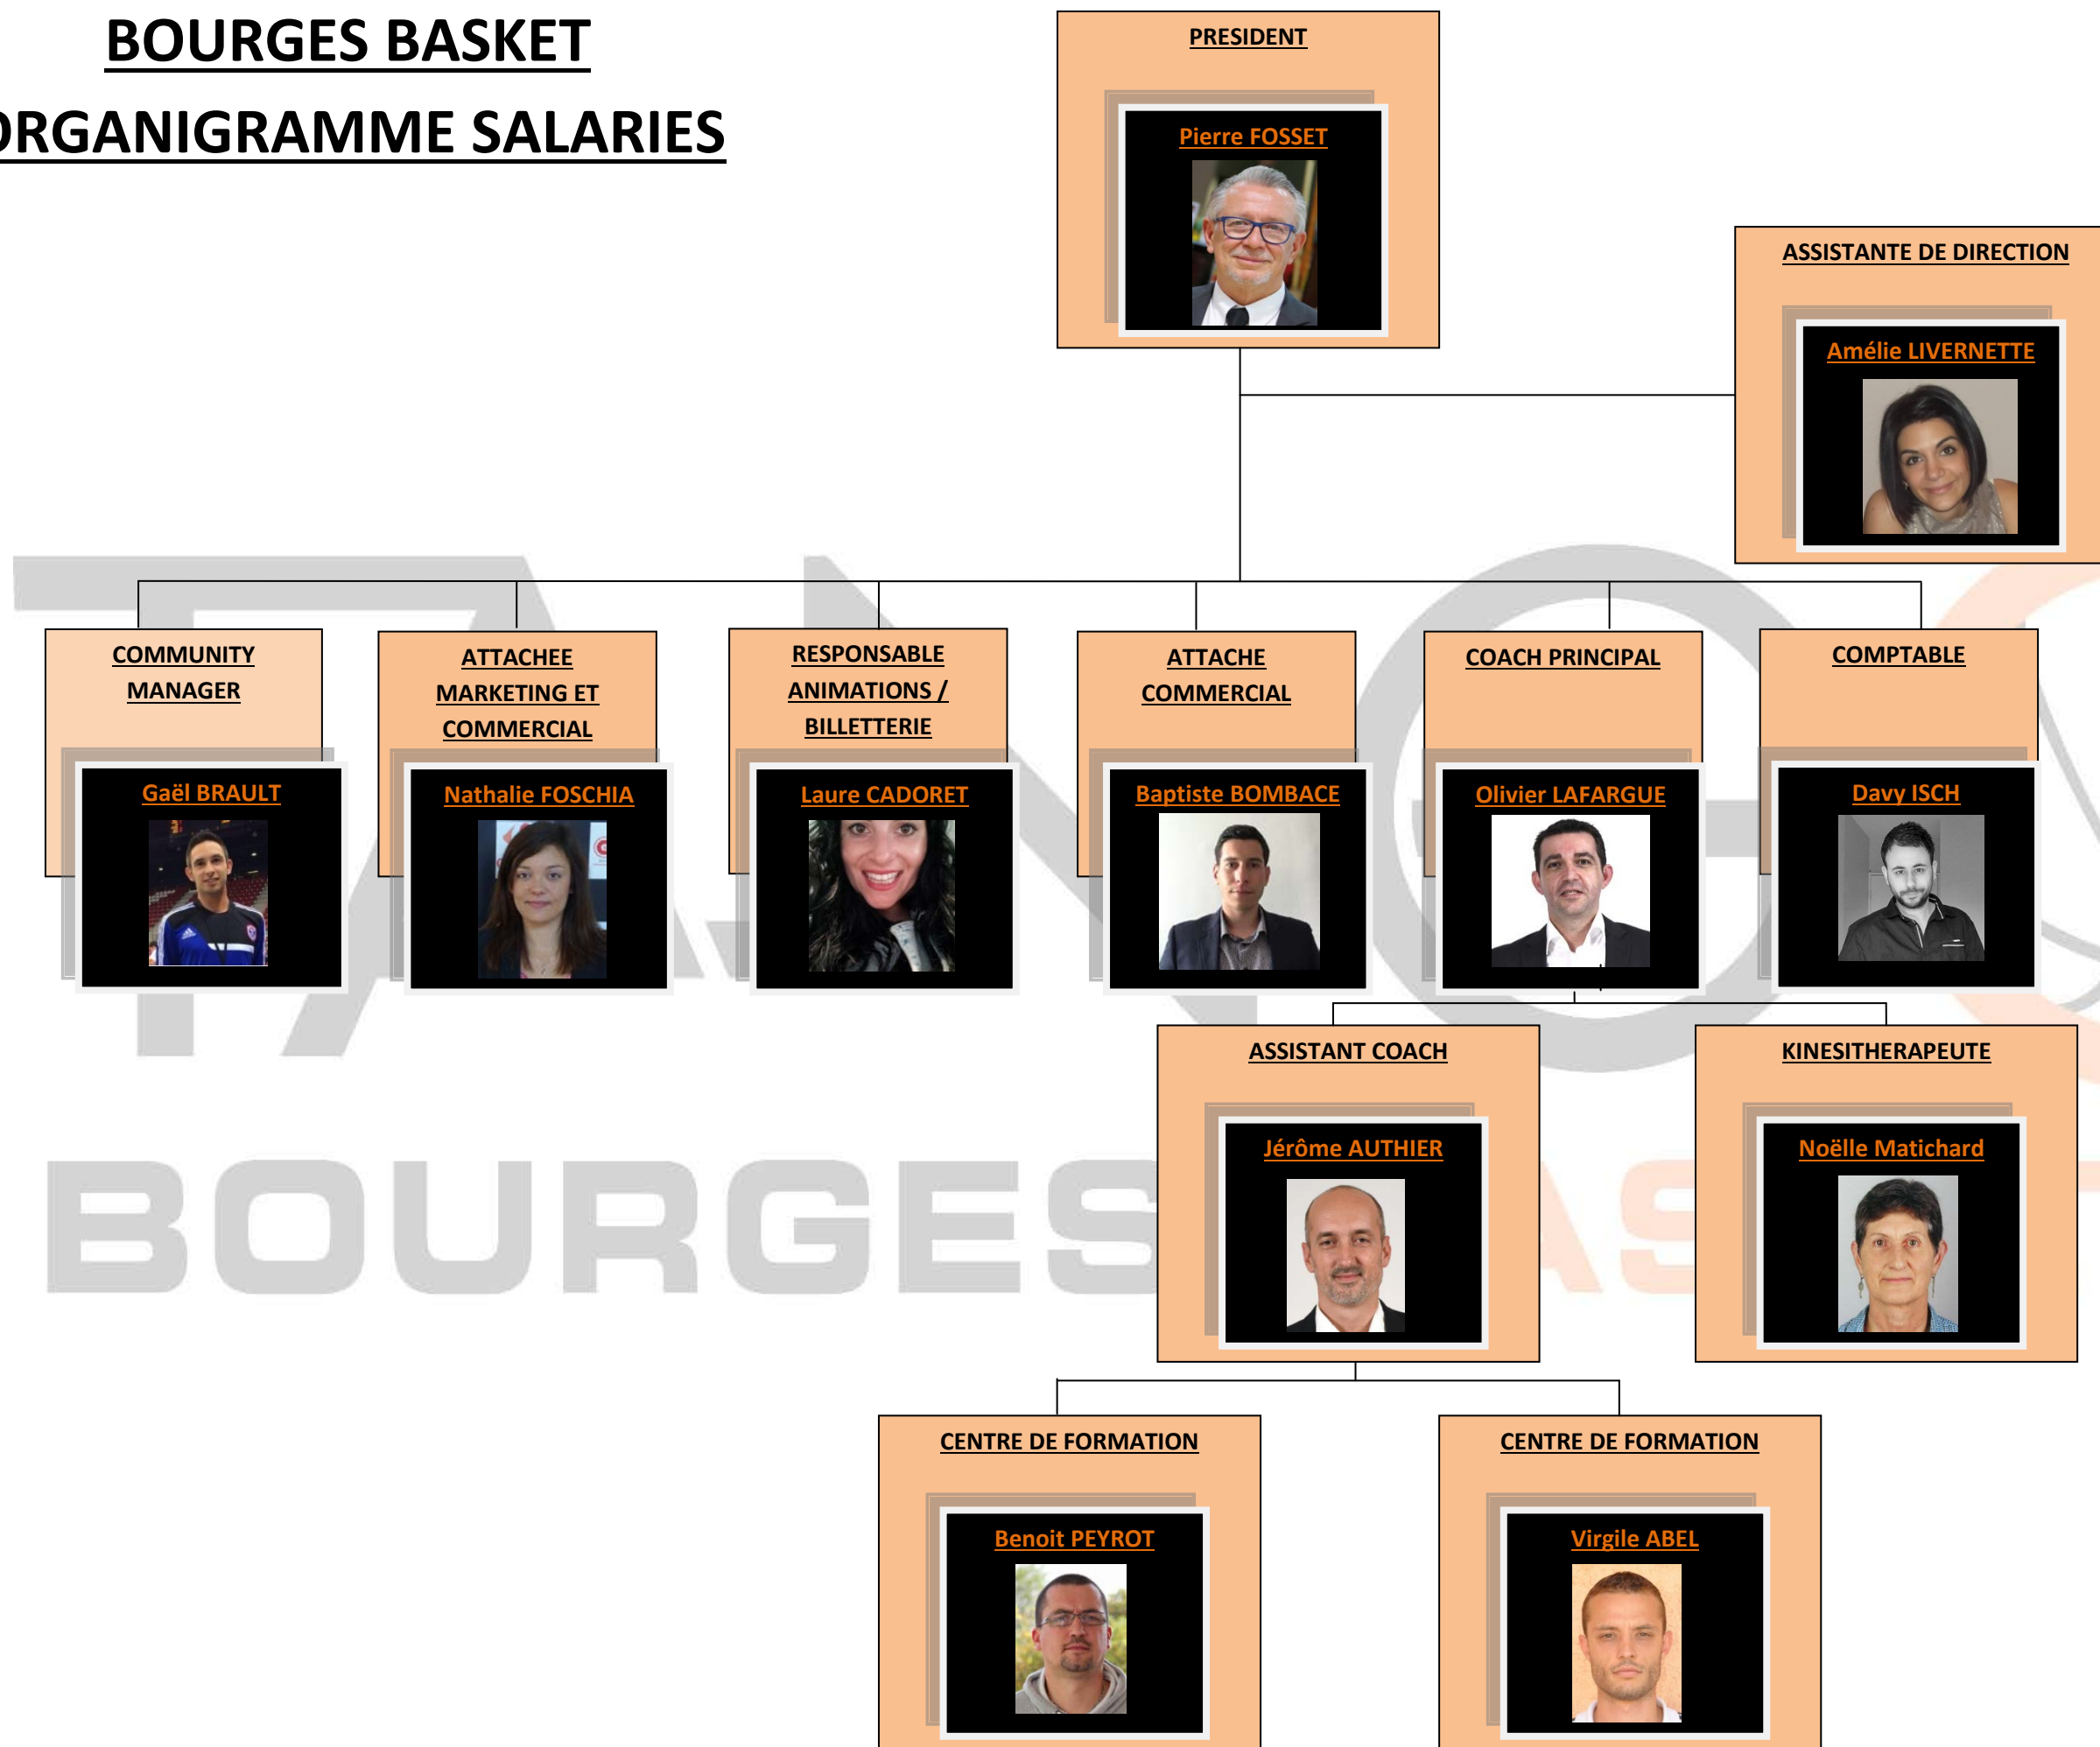 BOURGES BASKET
ORGANIGRAMME SALARIES
PRESIDENT
Pierre FOSSET
ASSISTANTE DE DIRECTION
Amélie LIVERNETTE
COMMUNITY
MANAGER
Gaël BRAULT
ATTACHEE
MARKETING ET
COMMERCIAL
Nathalie FOSCHIA
RESPONSABLE
ANIMATIONS /
BILLETTERIE
Laure CADORET
ATTACHE
COMMERCIAL
Baptiste BOMBACE
COACH PRINCIPAL
Olivier LAFARGUE
COMPTABLE
Davy ISCH
ASSISTANT COACH
Jérôme AUTHIER
KINESITHERAPEUTE
Noëlle Matichard
CENTRE DE FORMATION
Benoit PEYROT
CENTRE DE FORMATION
Virgile ABEL
BOURGES